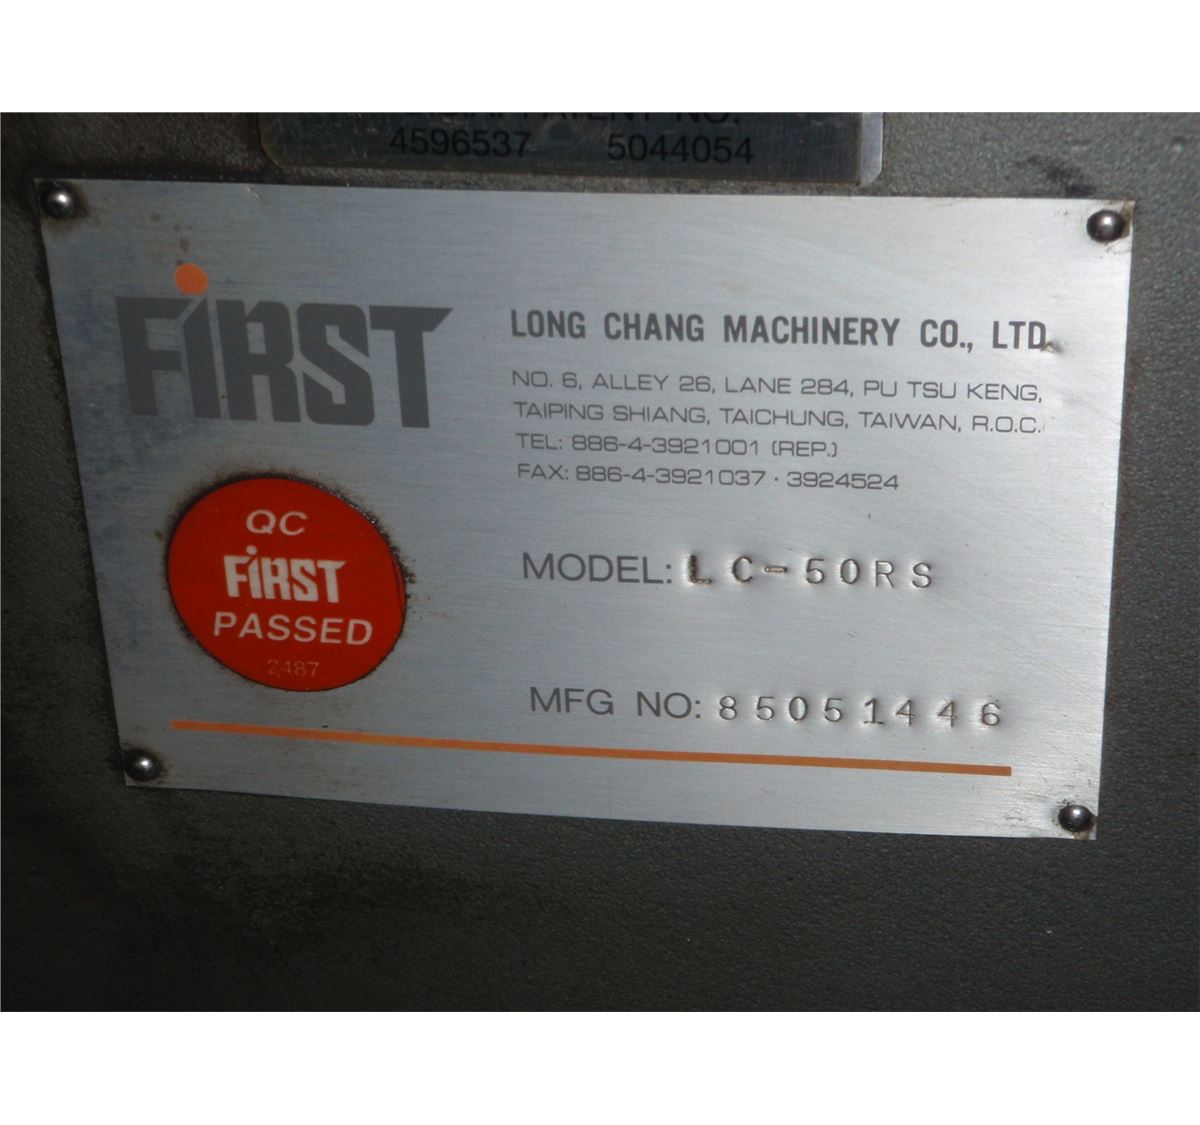 PATENT NO.
4596537 5044054
FiRST
LONG CHANG MACHINERY CO., LTD.
NO. 6, ALLEY 26, LANE 284, PU TSU KENG,
TAIPING SHIANG, TAICHUNG, TAIWAN, R.O.C.
TEL: 886-4-3921001 (REP.)
FAX: 886-4-3921037 · 3924524
QC
FiRST
PASSED
2487
MODEL: LC-50RS
MFG NO: 85051446